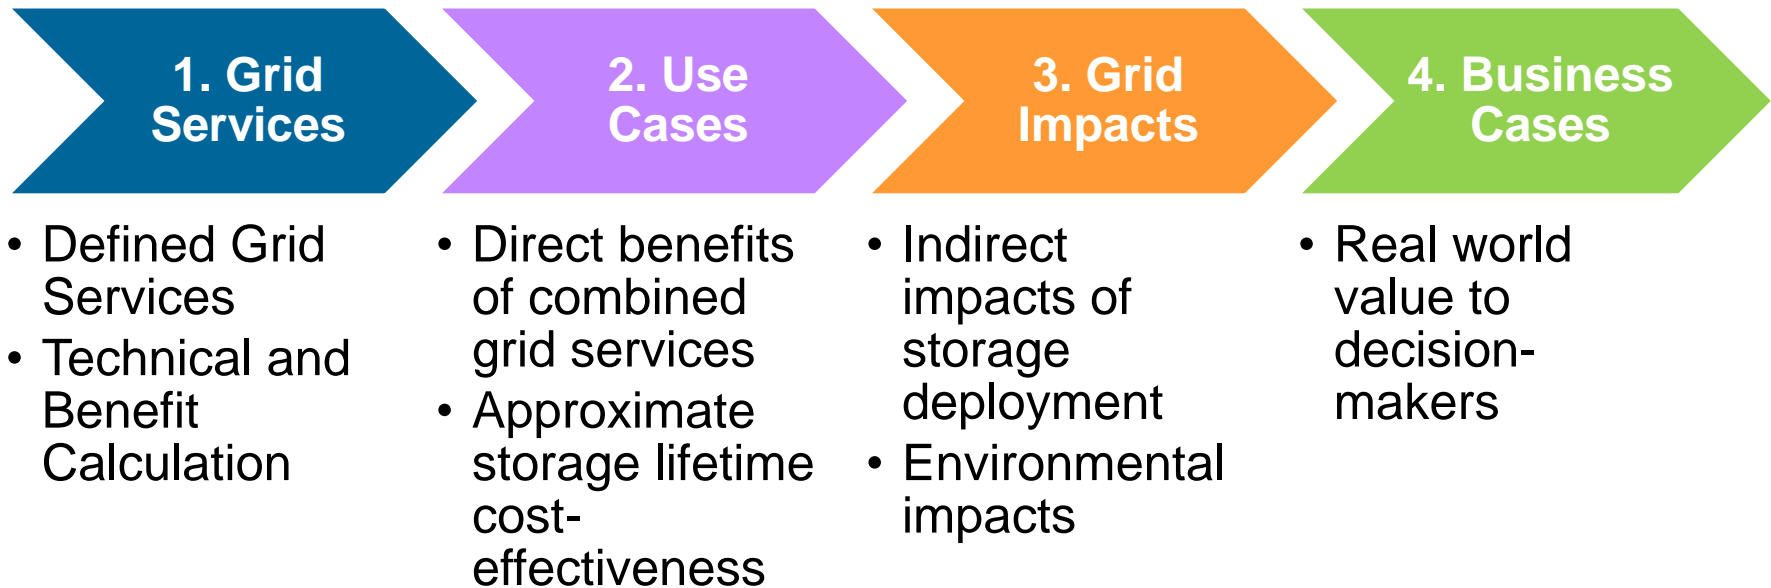 1. Grid
Services
2. Use
Cases
3. Grid
Impacts
4. Business
Cases
• Defined Grid
Services
• Technical and
Benefit
Calculation
• Direct benefits
of combined
grid services
• Approximate
storage lifetime
cost-
effectiveness
• Indirect
impacts of
storage
deployment
• Environmental
impacts
• Real world
value to
decision-
makers